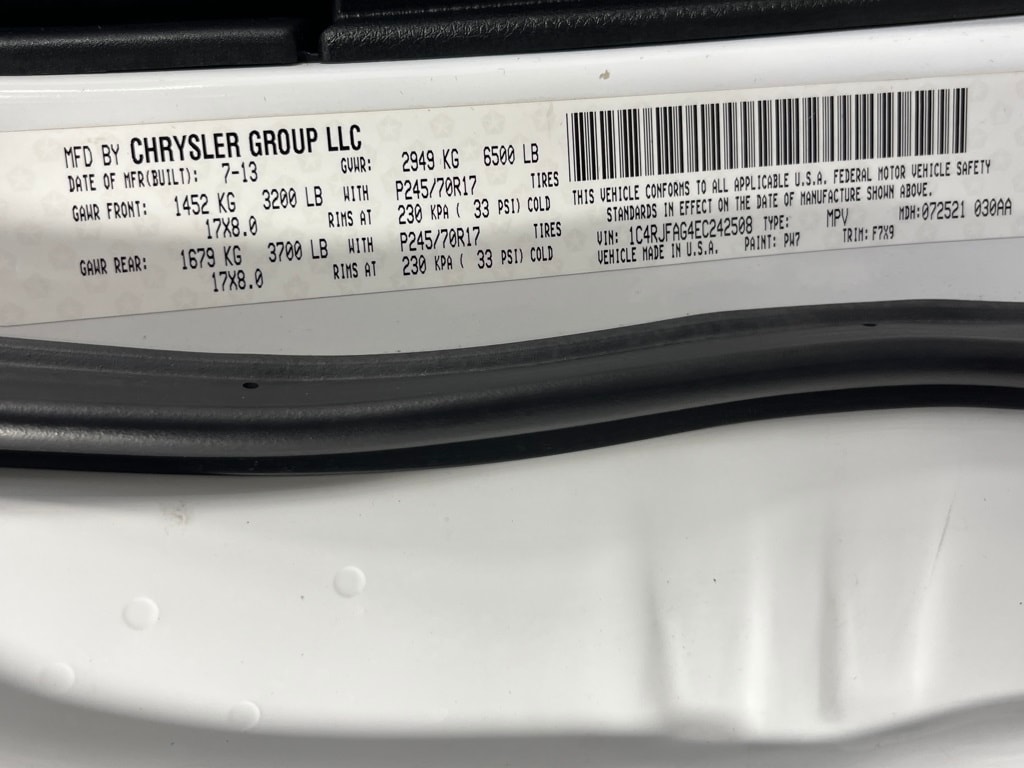 MFD BY CHRYSLER GROUP LLC
DATE OF MFR(BUILT): 7-13 GVWR: 2949 KG 6500 LB
GAWR FRONT: 1452 KG 3200 LB WITH P245/70R17 TIRES
17X8.0 RIMS AT 230 KPA ( 33 PSI) COLD
GAWR REAR: 1679 KG 3700 LB WITH P245/70R17 TIRES
17X8.0 RIMS AT 230 KPA ( 33 PSI) COLD
THIS VEHICLE CONFORMS TO ALL APPLICABLE U.S.A. FEDERAL MOTOR VEHICLE SAFETY
STANDARDS IN EFFECT ON THE DATE OF MANUFACTURE SHOWN ABOVE.
VIN: 1C4RJFAG4EC242508 TYPE: MPV MDH:072521 030AA
VEHICLE MADE IN U.S.A. PAINT: PW7 TRIM: F7X9